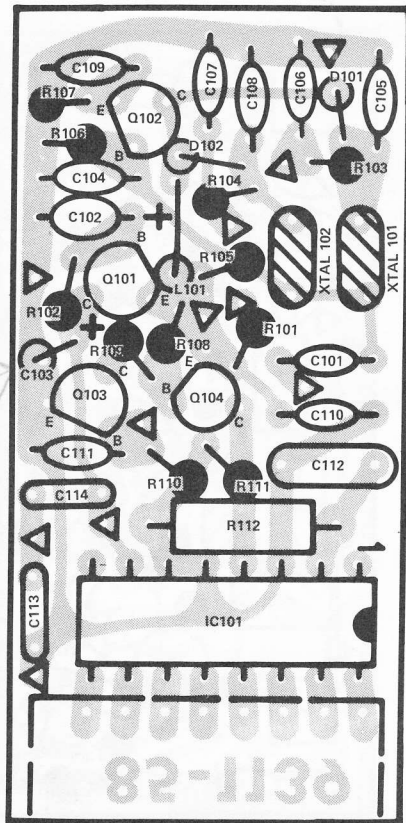 C109
R107
E
C
Q102
C107
C108
C106
D101
C105
R106
B
D102
C104
R104
R103
C102
+
B
Q101
R105
XTAL 102
XTAL 101
E
L101
R102
C
+
R109
R108
R101
C103
C
E
C101
Q103
Q104
E
C110
B
C
C111
R110
R111
C112
C114
R112
1
C113
IC101
85-1139